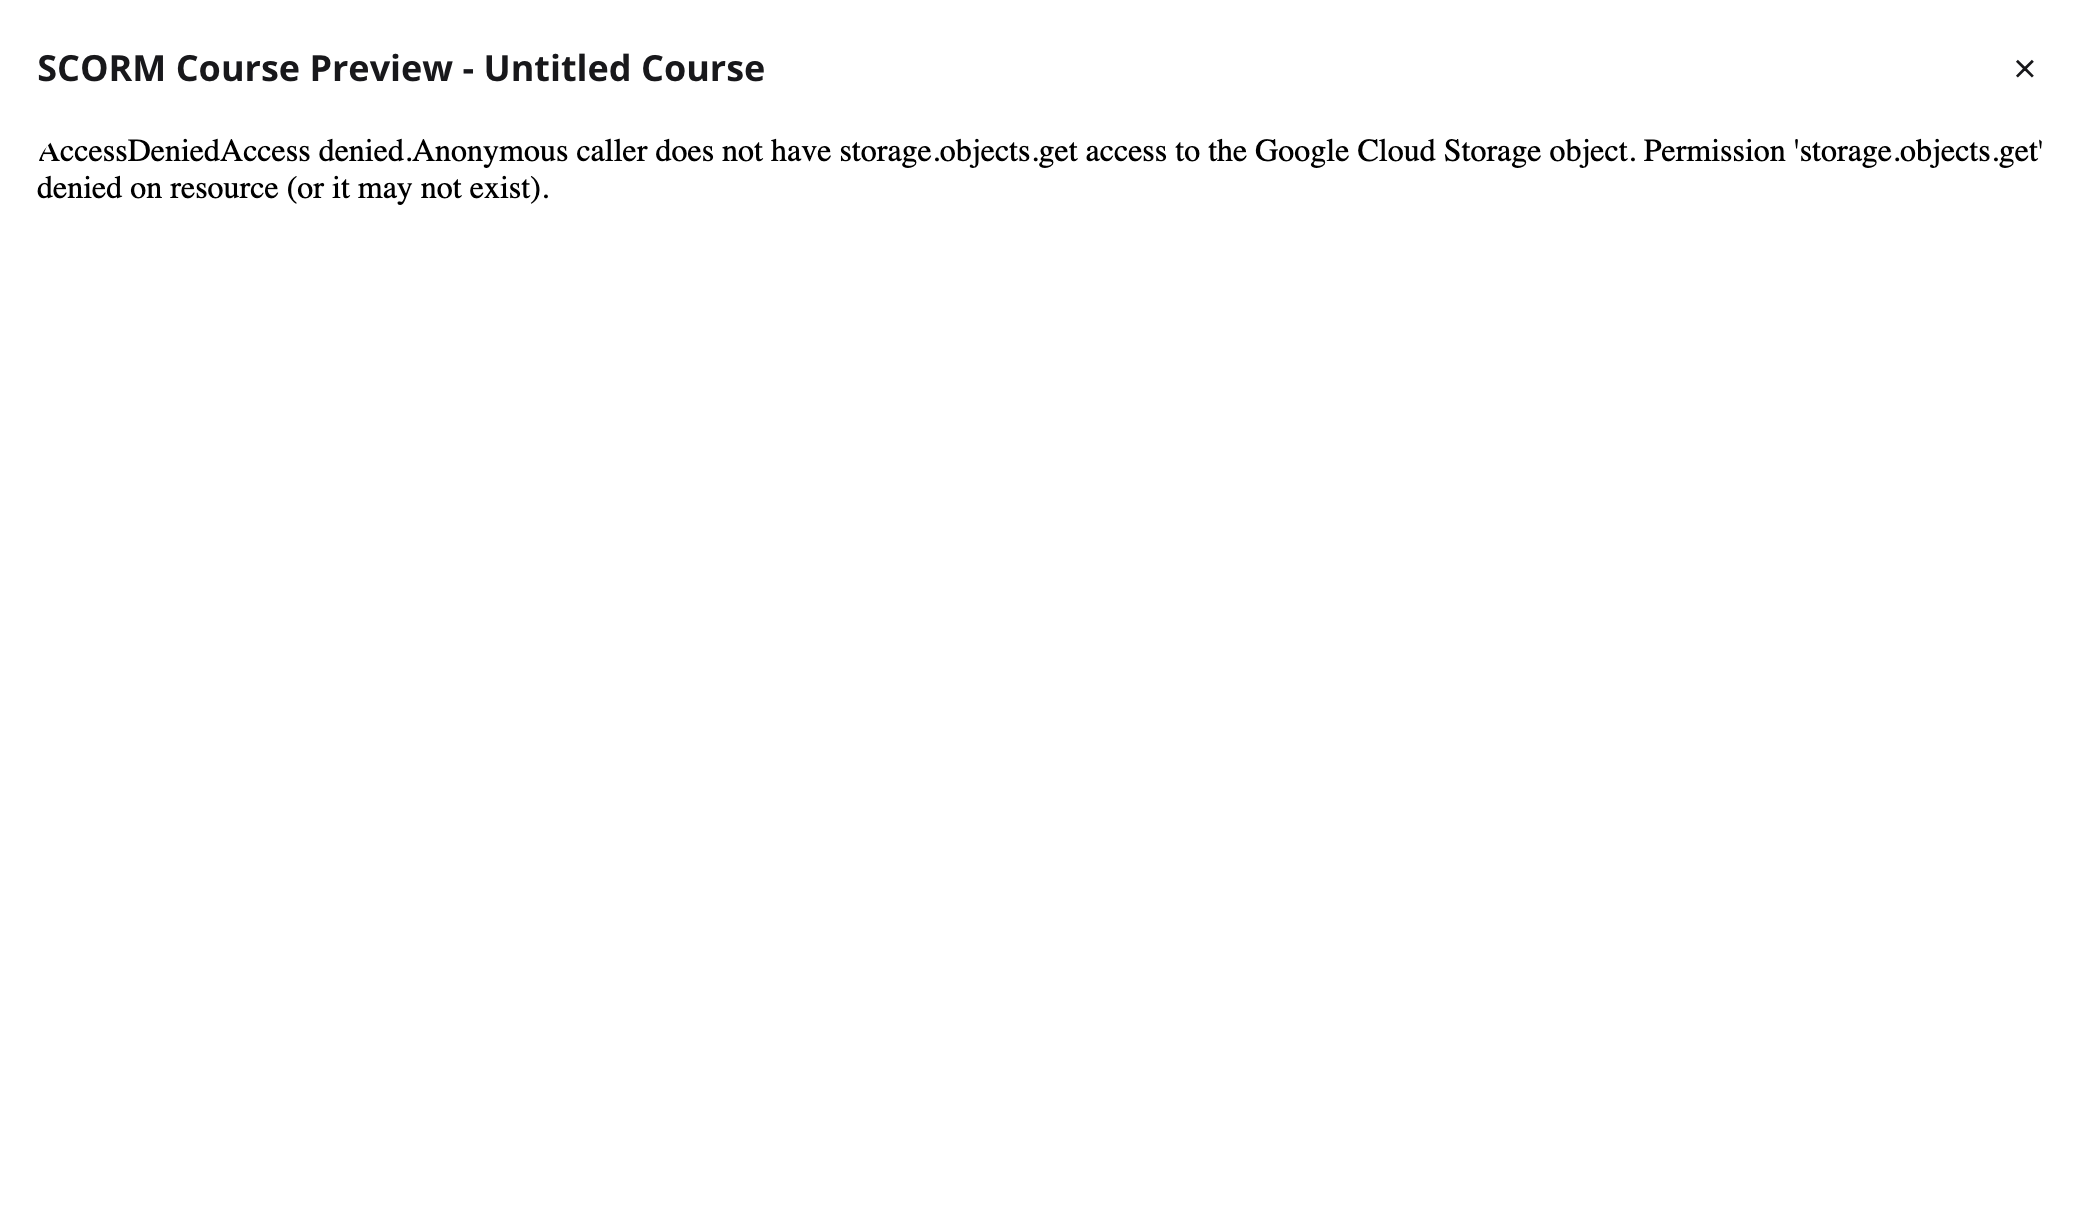 SCORM Course Preview - Untitled Course
×
AccessDeniedAccess denied.Anonymous caller does not have storage.objects.get access to the Google Cloud Storage object. Permission 'storage.objects.get'
denied on resource (or it may not exist).